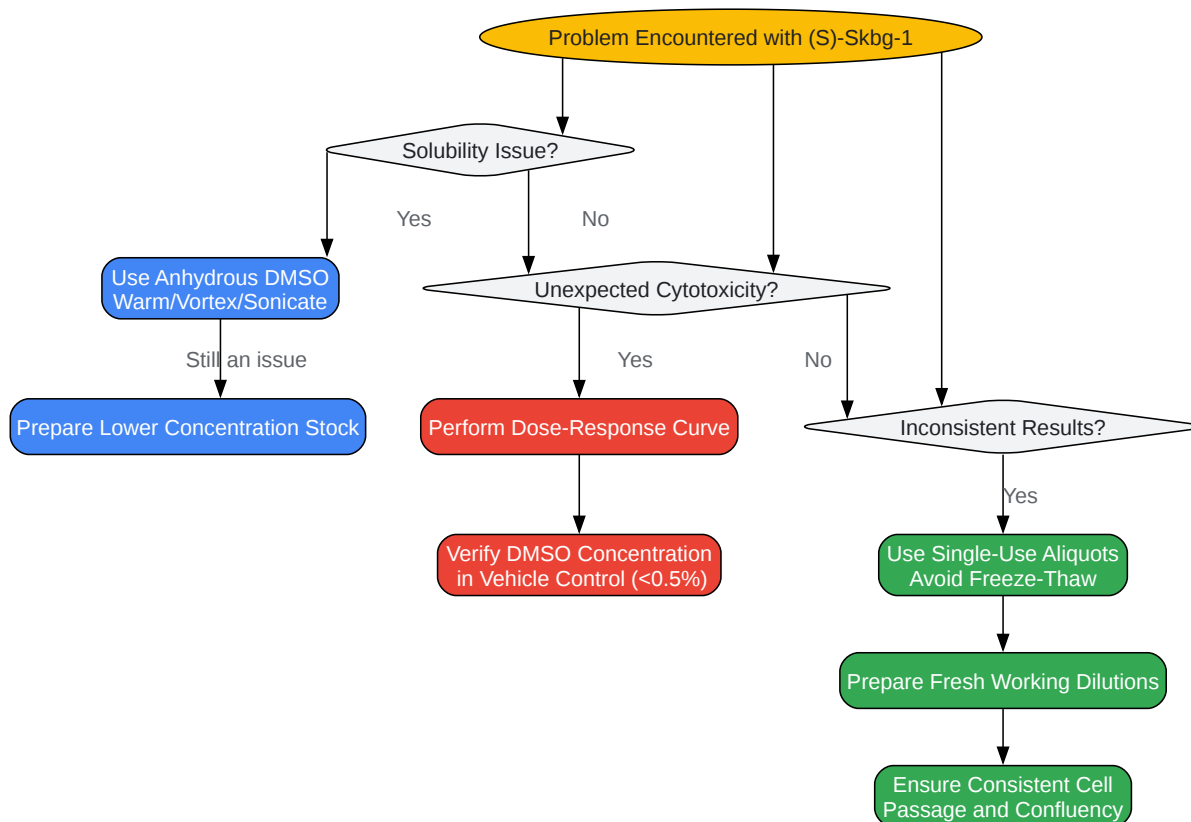 Problem Encountered with (S)-Skbg-1
Solubility Issue?
Yes
No
Use Anhydrous DMSO
Warm/Vortex/Sonicate
Unexpected Cytotoxicity?
Still an issue
Yes
No
Prepare Lower Concentration Stock
Perform Dose-Response Curve
Inconsistent Results?
Yes
Verify DMSO Concentration
in Vehicle Control (<0.5%)
Use Single-Use Aliquots
Avoid Freeze-Thaw
Prepare Fresh Working Dilutions
Ensure Consistent Cell
Passage and Confluency